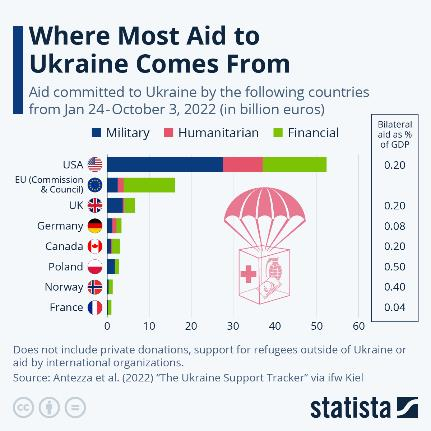 Where Most Aid to
Ukraine Comes From
Aid committed to Ukraine by the following countries
from Jan 24-October 3, 2022 (in billion euros)
Military Humanitarian Financial
Bilateral
aid as %
of GDP
USA 0.20
EU (Commission
& Council)
UK 0.20
Germany 0.08
Canada 0.20
Poland 0.50
Norway 0.40
France 0.04
0 10 20 30 40 50 60
Does not include private donations, support for refugees outside of Ukraine or
aid by international organizations.
Source: Antezza et al. (2022) "The Ukraine Support Tracker" via ifw Kiel
cc
statista